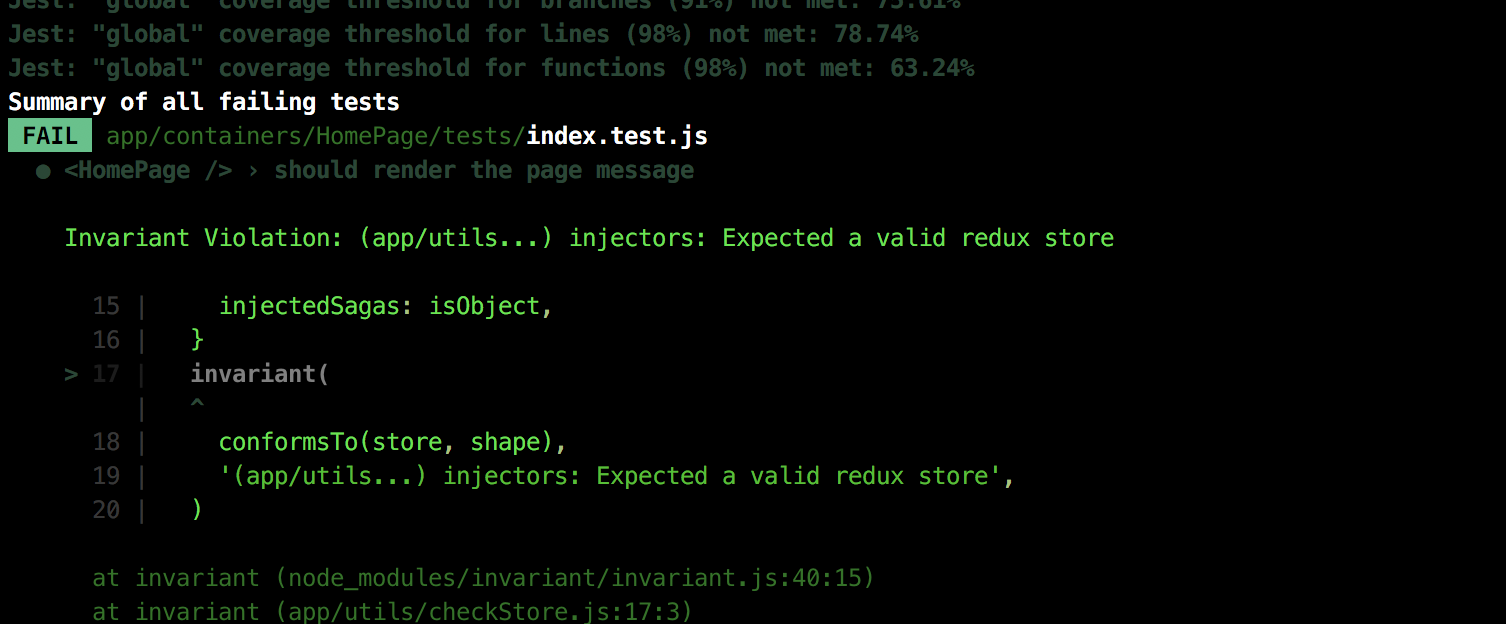 Jest: "global" coverage threshold for branches (91%) not met: 75.61%
Jest: "global" coverage threshold for lines (98%) not met: 78.74%
Jest: "global" coverage threshold for functions (98%) not met: 63.24%
Summary of all failing tests
FAIL app/containers/HomePage/tests/index.test.js
● <HomePage /> › should render the page message
Invariant Violation: (app/utils...) injectors: Expected a valid redux store
15 |     injectedSagas: isObject,
16 |   }
> 17 |   invariant(
|   ^
18 |     conformsTo(store, shape),
19 |     '(app/utils...) injectors: Expected a valid redux store',
20 |   )
at invariant (node_modules/invariant/invariant.js:40:15)
at invariant (app/utils/checkStore.js:17:3)